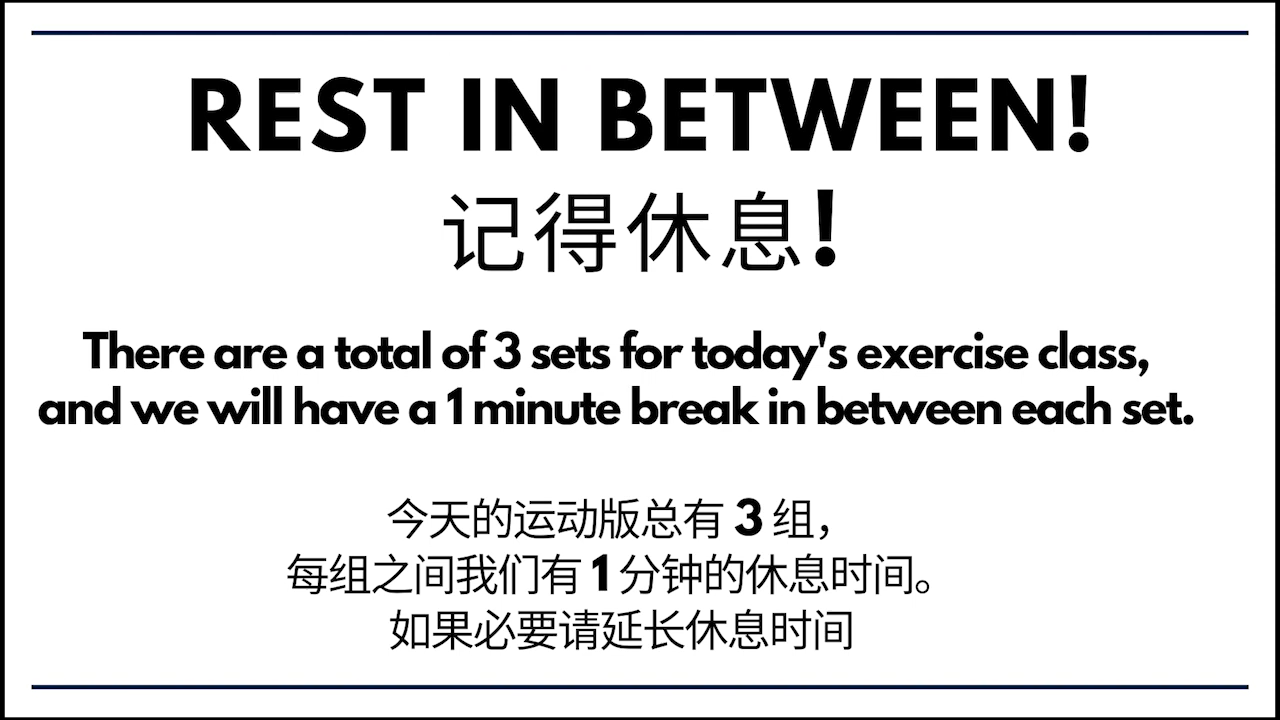 REST IN BETWEEN!
记得休息!
There are a total of 3 sets for today's exercise class,
and we will have a 1 minute break in between each set.
今天的运动版总有 3 组，
每组之间我们有 1 分钟的休息时间。
如果必要请延长休息时间